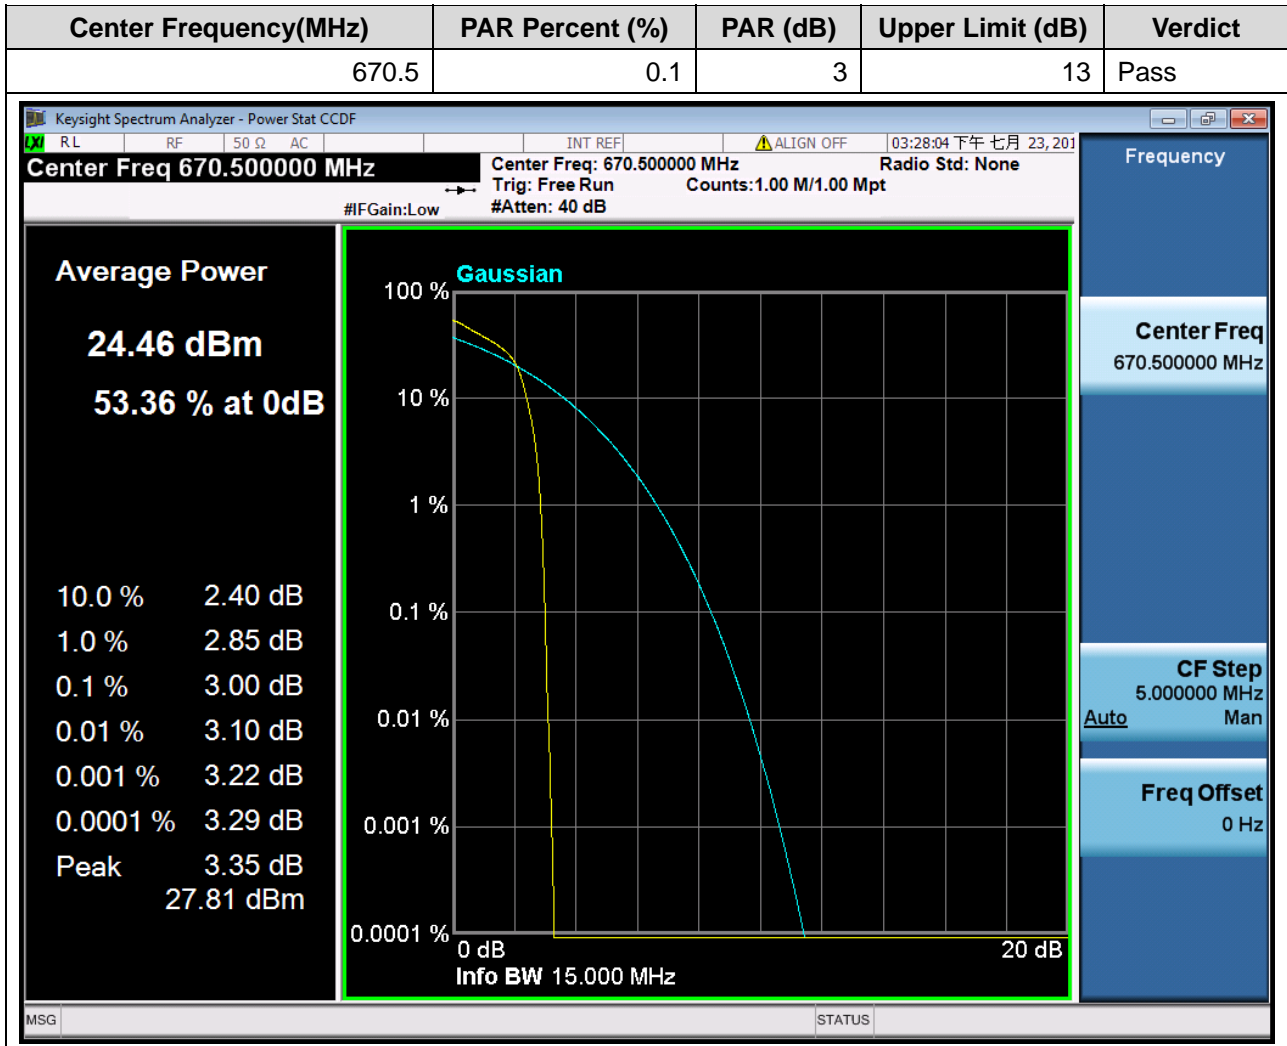 Center Frequency(MHz) PAR Percent (%) PAR (dB) Upper Limit (dB) Verdict
670.5 0.1 3 13 Pass
Keysight Spectrum Analyzer - Power Stat CCDF
LXI RL RF 50 Ω AC INT REF ALIGN OFF 03:28:04 下午 七月 23, 201
Center Freq 670.500000 MHz
Center Freq: 670.500000 MHz Radio Std: None
Trig: Free Run Counts:1.00 M/1.00 Mpt
#IFGain:Low #Atten: 40 dB
Average Power
24.46 dBm
53.36 % at 0dB
10.0 % 2.40 dB
1.0 % 2.85 dB
0.1 % 3.00 dB
0.01 % 3.10 dB
0.001 % 3.22 dB
0.0001 % 3.29 dB
Peak 3.35 dB
27.81 dBm
Gaussian
100 %
10 %
1 %
0.1 %
0.01 %
0.001 %
0.0001 %
0 dB 20 dB
Info BW 15.000 MHz
Frequency
Center Freq
670.500000 MHz
CF Step
5.000000 MHz
Auto Man
Freq Offset
0 Hz
MSG STATUS